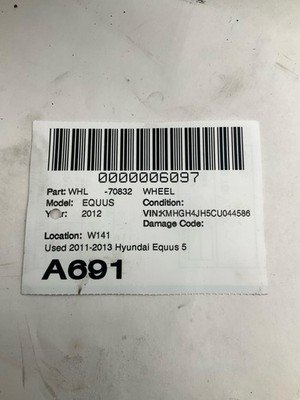 0000006097
Part: WHL -70832 WHEEL
Model: EQUUS Condition:
Year: 2012 VIN:KMHGH4JH5CU044586
Damage Code:
Location: W141
Used 2011-2013 Hyundai Equus 5
A691